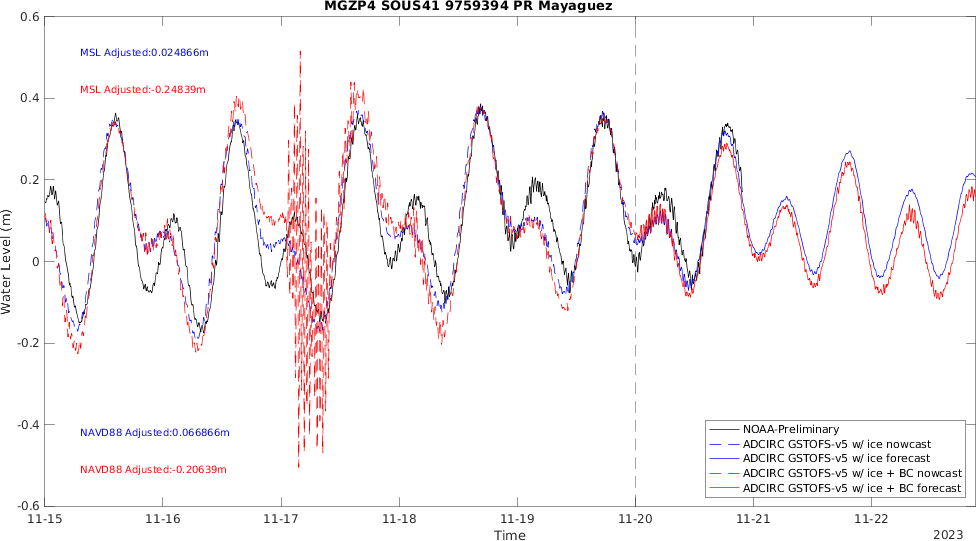 MGZP4 SOUS41 9759394 PR Mayaguez
0.6
0.4
0.2
0
-0.2
-0.4
-0.6
Water Level (m)
MSL Adjusted:0.024866m
MSL Adjusted:-0.24839m
NAVD88 Adjusted:0.066866m
NAVD88 Adjusted:-0.20639m
NOAA-Preliminary
ADCIRC GSTOFS-v5 w/ ice nowcast
ADCIRC GSTOFS-v5 w/ ice forecast
ADCIRC GSTOFS-v5 w/ ice + BC nowcast
ADCIRC GSTOFS-v5 w/ ice + BC forecast
11-15 11-16 11-17 11-18 11-19 11-20 11-21 11-22
Time
2023